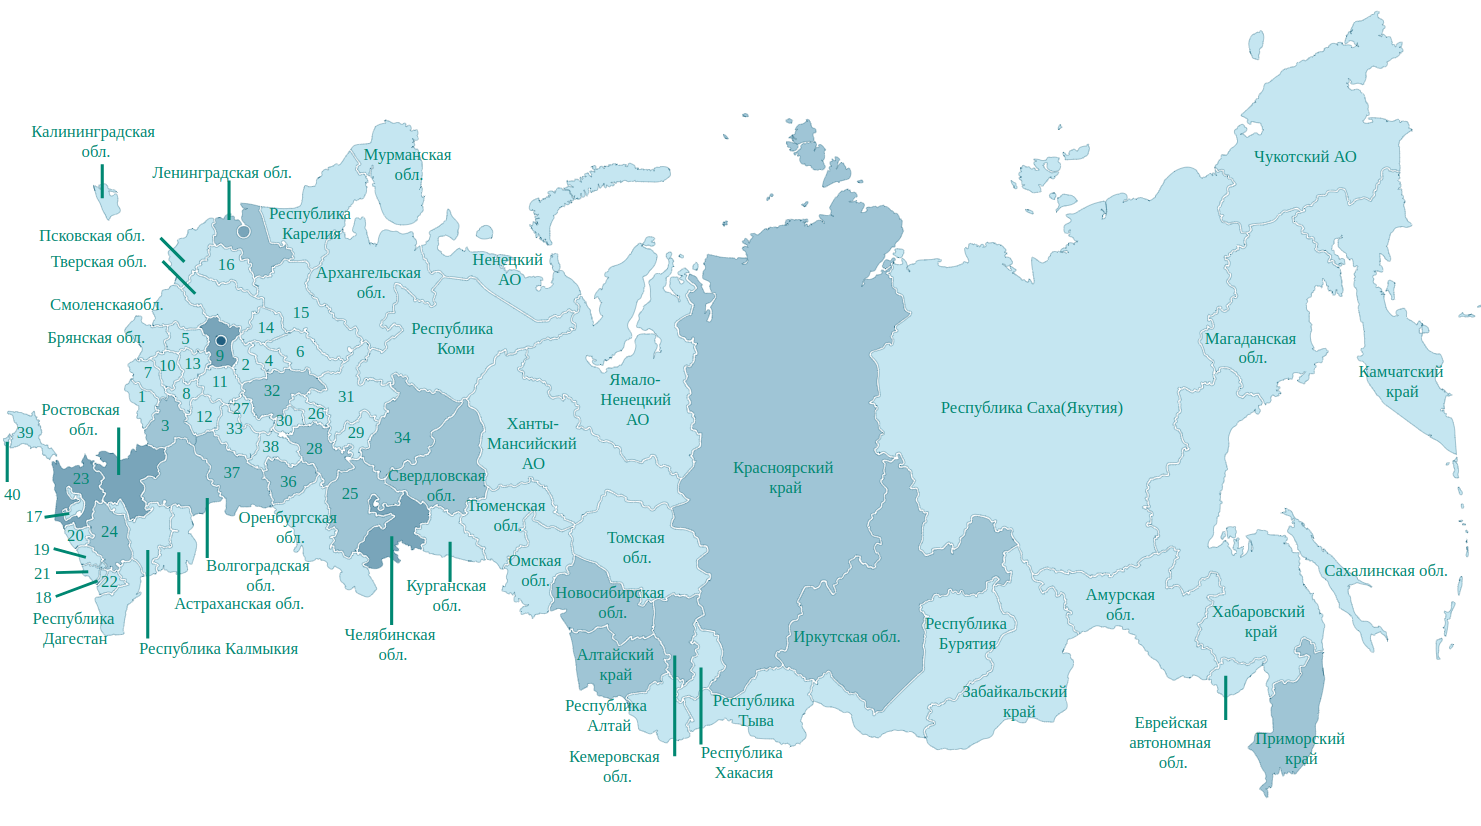 Калининградская
обл.
Ленинградская обл.
Мурманская
обл.
Чукотский АО
Республика
Карелия
Псковская обл.
Тверская обл.
16
Архангельская
обл.
Ненецкий
АО
Смоленскаяобл.
15
14
Республика
Коми
Брянская обл.
5
9
6
Магаданская
обл.
7
10
13
2
4
Камчатский
край
11
Ямало-
Ненецкий
АО
1
8
32
31
Республика Саха(Якутия)
Ростовская
обл.
3
12
27
33
30
26
29
34
Ханты-
Мансийский
АО
39
38
28
Красноярский
край
23
37
36
25
Свердловская
обл.
40
17
20
24
Оренбургская
обл.
Тюменская
обл.
Томская
обл.
19
21
18
22
Волгоградская
обл.
Омская
обл.
Сахалинская обл.
Астраханская обл.
Курганская
обл.
Новосибирская
обл.
Амурская
обл.
Хабаровский
край
Республика
Дагестан
Республика Калмыкия
Челябинская
обл.
Иркутская обл.
Республика
Бурятия
Алтайский
край
Забайкальский
край
Республика
Алтай
Республика
Тыва
Еврейская
автономная
обл.
Приморский
край
Кемеровская
обл.
Республика
Хакасия